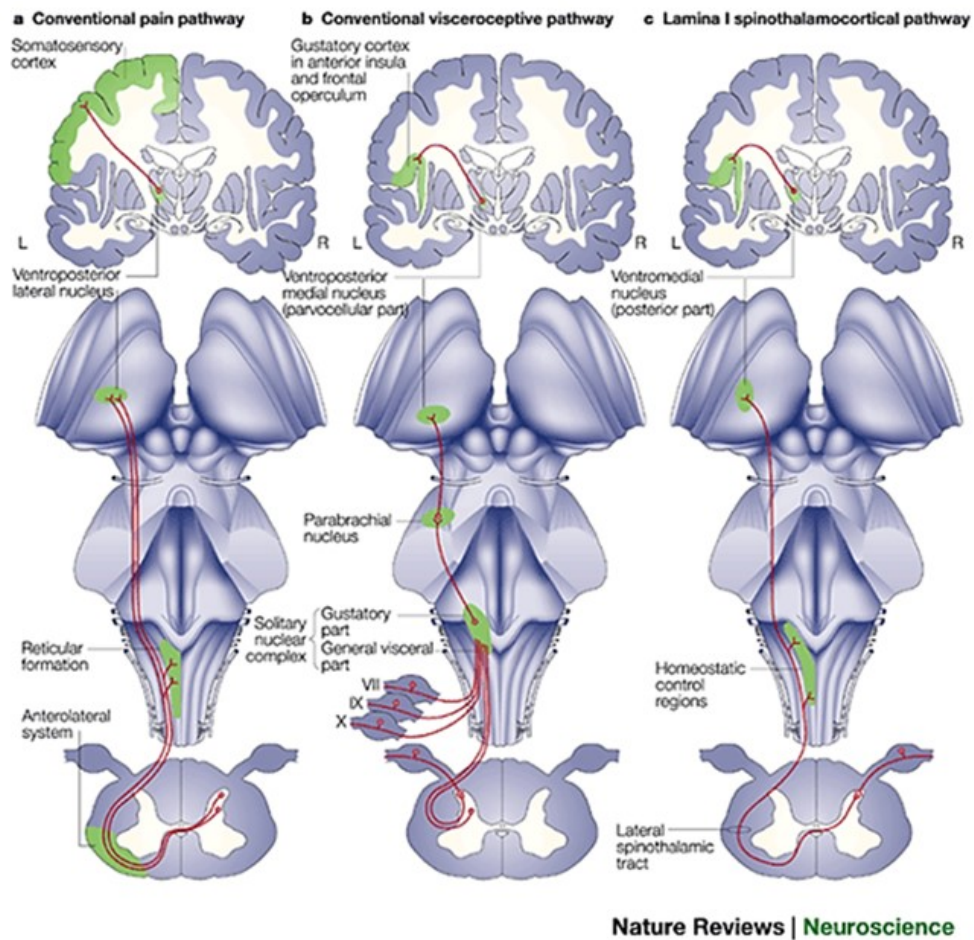 a Conventional pain pathway
b Conventional visceroceptive pathway
c Lamina I spinothalamocortical pathway
Somatosensory
cortex
Gustatory cortex
in anterior insula
and frontal
operculum
L
R
L
R
L
R
Ventroposterior
lateral nucleus
Ventroposterior
medial nucleus
(parvocellular part)
Ventromedial
nucleus
(posterior part)
Parabrachial
nucleus
Reticular
formation
Solitary
nuclear
complex
Gustatory
part
General visceral
part
Homeostatic
control
regions
VII
IX
X
Anterolateral
system
Lateral
spinothalamic
tract
Nature Reviews | Neuroscience